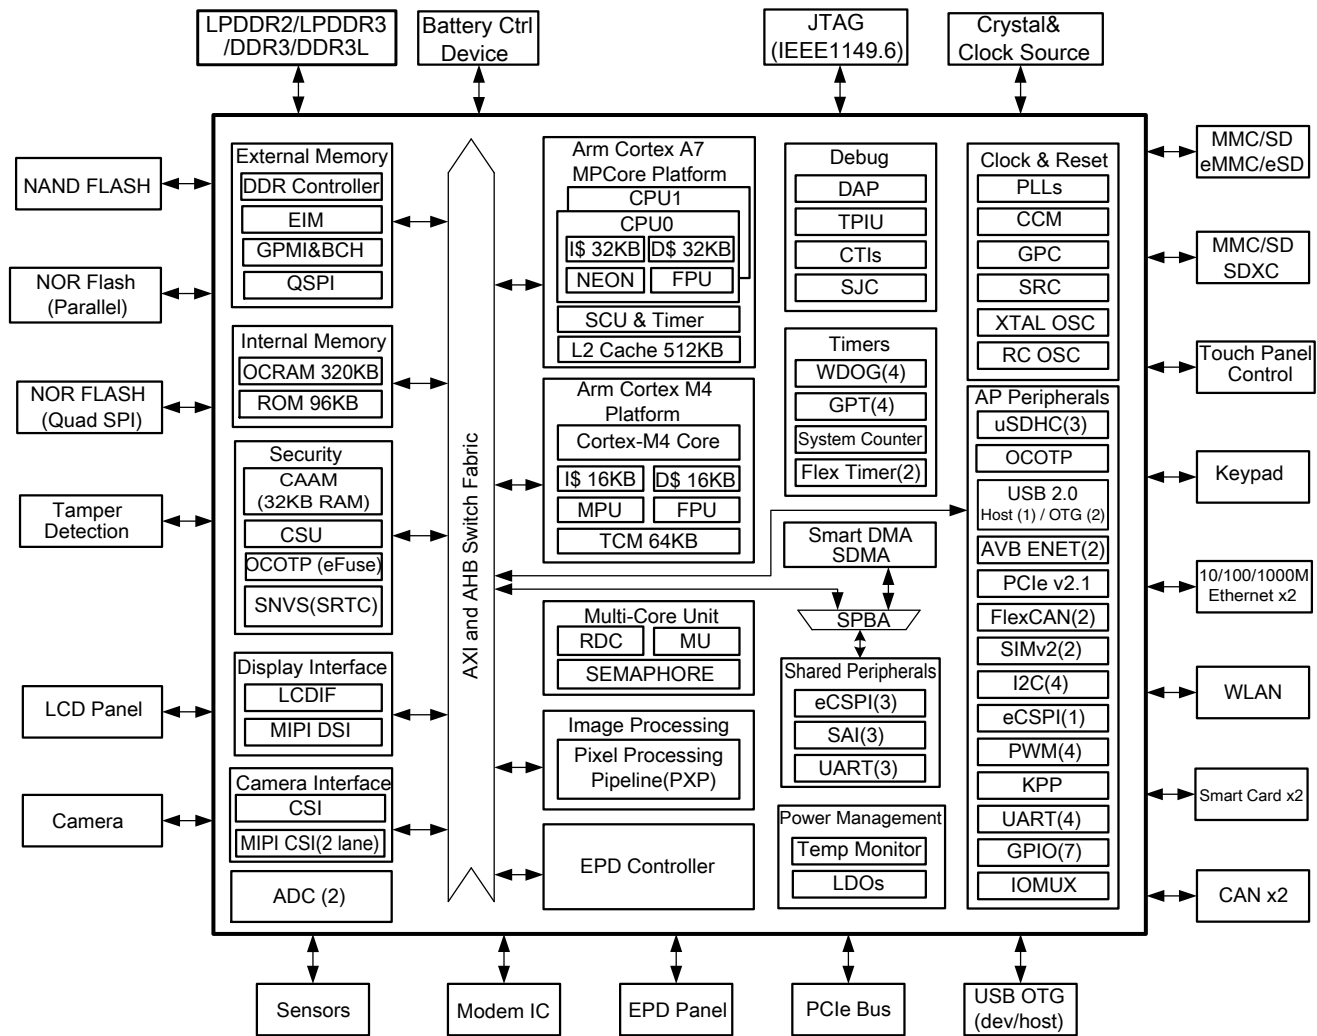 LPDDR2/LPDDR3
/DDR3/DDR3L
Battery Ctrl
Device
JTAG
(IEEE1149.6)
Crystal&
Clock Source
NAND FLASH
NOR Flash
(Parallel)
NOR FLASH
(Quad SPI)
Tamper
Detection
LCD Panel
Camera
External Memory
DDR Controller
EIM
GPMI&BCH
QSPI
Internal Memory
OCRAM 320KB
ROM 96KB
Security
CAAM
(32KB RAM)
CSU
OCOTP (eFuse)
SNVS(SRTC)
Display Interface
LCDIF
MIPI DSI
Camera Interface
CSI
MIPI CSI(2 lane)
ADC (2)
AXI and AHB Switch Fabric
Arm Cortex A7
MPCore Platform
CPU1
CPU0
I$ 32KB
D$ 32KB
NEON
FPU
SCU & Timer
L2 Cache 512KB
Arm Cortex M4
Platform
Cortex-M4 Core
I$ 16KB
D$ 16KB
MPU
FPU
TCM 64KB
Multi-Core Unit
RDC
MU
SEMAPHORE
Image Processing
Pixel Processing
Pipeline(PXP)
EPD Controller
Debug
DAP
TPIU
CTIs
SJC
Timers
WDOG(4)
GPT(4)
System Counter
Flex Timer(2)
Smart DMA
SDMA
SPBA
Shared Peripherals
eCSPI(3)
SAI(3)
UART(3)
Power Management
Temp Monitor
LDOs
Clock & Reset
PLLs
CCM
GPC
SRC
XTAL OSC
RC OSC
AP Peripherals
uSDHC(3)
OCOTP
USB 2.0
Host (1) / OTG (2)
AVB ENET(2)
PCIe v2.1
FlexCAN(2)
SIMv2(2)
I2C(4)
eCSPI(1)
PWM(4)
KPP
UART(4)
GPIO(7)
IOMUX
MMC/SD
eMMC/eSD
MMC/SD
SDXC
Touch Panel
Control
Keypad
10/100/1000M
Ethernet x2
WLAN
Smart Card x2
CAN x2
Sensors
Modem IC
EPD Panel
PCIe Bus
USB OTG
(dev/host)